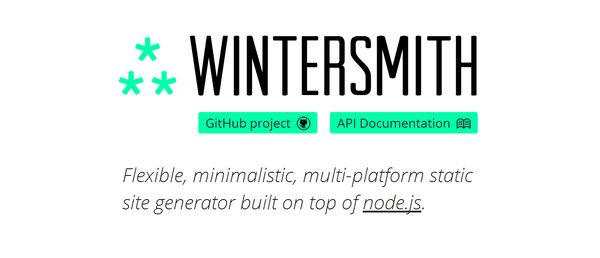 WINTERSMITH
GitHub project
API Documentation
Flexible, minimalistic, multi-platform static
site generator built on top of node.js.